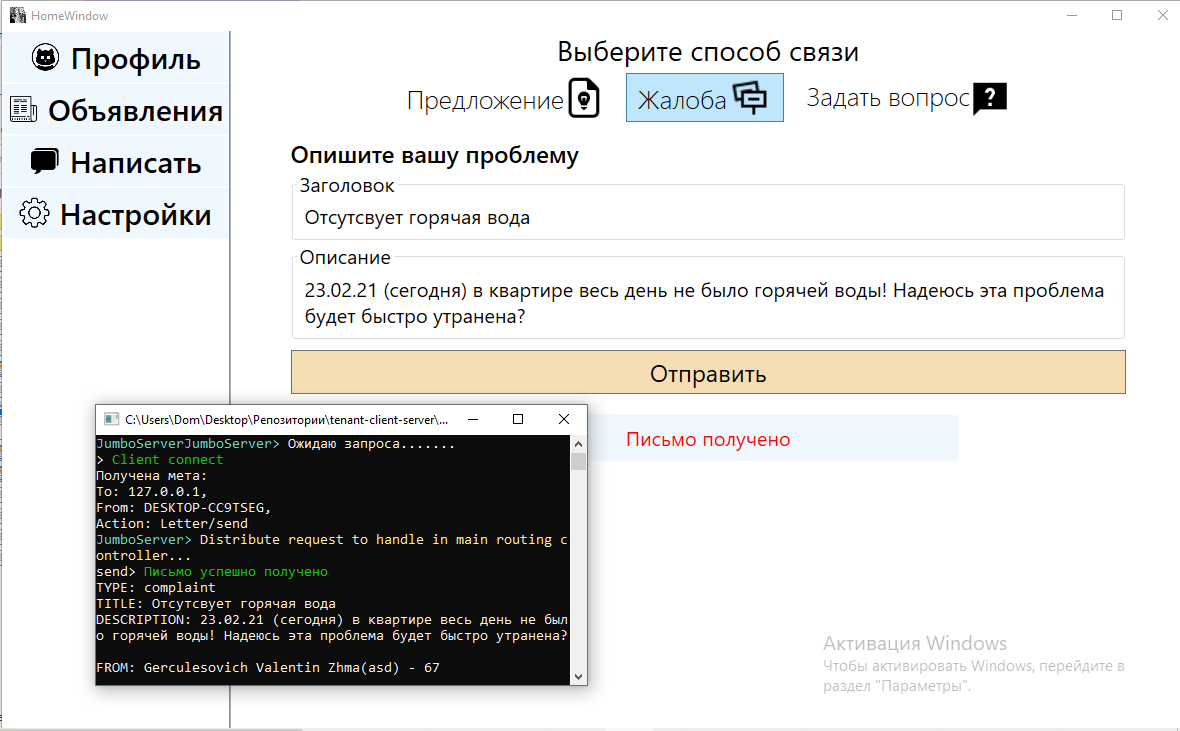 HomeWindow
Профиль
Объявления
Написать
Настройки
Выберите способ связи
Предложение
Жалоба
Задать вопрос
Опишите вашу проблему
Заголовок
Отсутсвует горячая вода
Описание
23.02.21 (сегодня) в квартире весь день не было горячей воды! Надеюсь эта проблема
будет быстро утранена?
Отправить
Письмо получено
C:\Users\Dom\Desktop\Репозитории\tenant-client-server\...
JumboServerJumboServer> Ожидаю запроса.......
> Client connect
Получена мета:
To: 127.0.0.1,
From: DESKTOP-CC9TSEG,
Action: Letter/send
JumboServer> Distribute request to handle in main routing c
ontroller...
send> Письмо успешно получено
TYPE: complaint
TITLE: Отсутсвует горячая вода
DESCRIPTION: 23.02.21 (сегодня) в квартире весь день не был
о горячей воды! Надеюсь эта проблема будет быстро утранена?
FROM: Gerculesovich Valentin Zhma(asd) - 67
Активация Windows
Чтобы активировать Windows, перейдите в
раздел "Параметры".